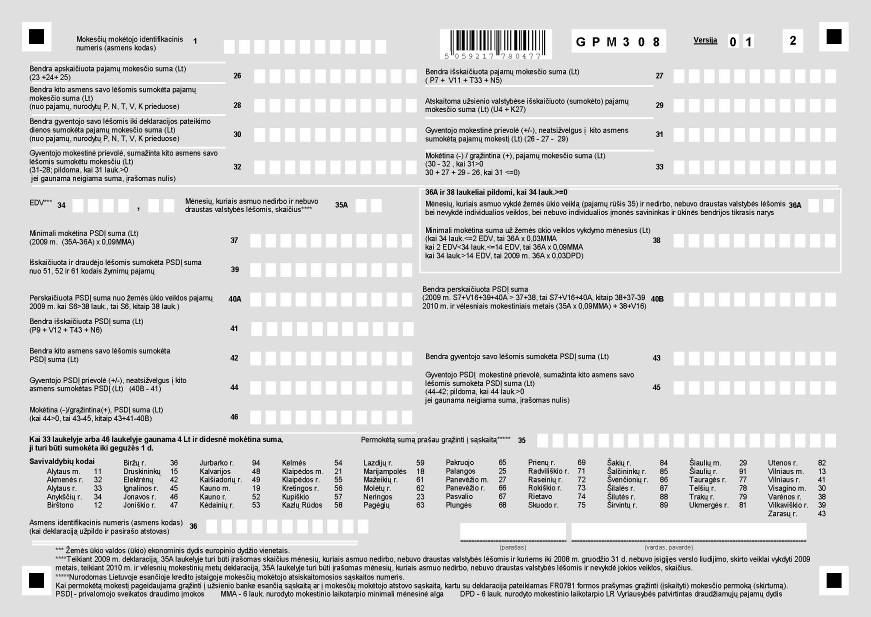 Mokesčių mokėtojo identifikacinis numeris (asmens kodas) 1
5059217780477
GPM308 Versija 01 2
Bendra apskaičiuota pajamų mokesčio suma (Lt)
(23 +24+ 25) 26
Bendra išskaičiuota pajamų mokesčio suma (Lt)
( P7 + V11 + T33 + N5) 27
Bendra kito asmens savo lėšomis sumokėta pajamų
mokesčio suma (Lt)
(nuo pajamų, nurodytų P, N, T, V, K prieduose) 28
Atskaitoma užsienio valstybėse išskaičiuoto (sumokėto) pajamų
mokesčio suma (Lt) (U4 + K27) 29
Bendra gyventojo savo lėšomis iki deklaracijos pateikimo
dienos sumokėta pajamų mokesčio suma (Lt)
(nuo pajamų, nurodytų P, N, T, V, K prieduose) 30
Gyventojo mokestinė prievolė (+/-), neatsižvelgus į kito asmens
sumokėtą pajamų mokestį (Lt) (26 - 27 - 29) 31
Gyventojo mokestinė prievolė, sumažinta kito asmens savo
lėšomis sumokėtu mokesčiu (Lt)
(31-28; pildoma, kai 31 lauk.>0
jei gaunama neigiama suma, įrašomas nulis) 32
Mokėtina (-) / grąžintina (+), pajamų mokesčio suma (Lt)
(30 - 32 , kai 31>0
30 + 27 + 29 - 26, kai 31 <=0) 33
EDV*** 34 ,
Mėnesių, kuriais asmuo nedirbo ir nebuvo
draustas valstybės lėšomis, skaičius**** 35A
36A ir 38 laukeliai pildomi, kai 34 lauk.>=0
Mėnesių, kuriais asmuo vykdė žemės ūkio veiklą (pajamų rūšis 35) ir nedirbo, nebuvo draustas valstybės lėšomis 36A
bei nevykdė individualios veiklos, bei nebuvo individualios įmonės savininkas ir ūkinės bendrijos tikrasis narys
Minimali mokėtina PSDĮ suma
(2009 m. (35A-36A) x 0,09MMA) 37
Minimali mokėtina PSDĮ suma už žemės ūkio veiklos vykdymo mėnesius (Lt)
(kai 34 lauk.<=2 EDV, tai 36A x 0,03MMA
kai 2 EDV<34 lauk.<=14 EDV, tai 36A x 0,09MMA
kai 34 lauk.>14 EDV, tai 2009 m. 36A x 0,03DPD) 38
Išskaičiuota ir draudėjo lėšomis sumokėta PSDĮ suma
nuo 51, 52 ir 61 kodais žymimų pajamų 39
Perskaičiuota PSDĮ suma nuo žemės ūkio veiklos pajamų 40A
2009 m. kai S6>38 lauk., tai S6, kitaip 38 lauk.)
Bendra perskaičiuota PSDĮ suma
(2009 m. S7+V16+39+40A > 37+38, tai S7+V16+40A, kitaip 38+37-39 40B
2010 m. ir vėlesniais mokestiniais metais (35A x 0,09MMA) + 38+V16)
Bendra išskaičiuota PSDĮ suma (Lt)
(P9 + V12 + T43 + N6) 41
Bendra kito asmens savo lėšomis sumokėta
PSDĮ suma (Lt) 42
Bendra gyventojo savo lėšomis sumokėta PSDĮ suma (Lt) 43
Gyventojo PSDĮ prievolė (+/-), neatsižvelgus į kito
asmens sumokėtas PSDĮ (Lt) (40B - 41) 44
Gyventojo PSDĮ mokestinė prievolė, sumažinta kito asmens savo
lėšomis sumokėta PSDĮ suma (Lt)
(44-42; pildoma, kai 44 lauk.>0
jei gaunama neigiama suma, įrašomas nulis) 45
Mokėtina (-)/grąžintina(+), PSDĮ suma (Lt)
(kai 44>0, tai 43-45, kitaip 43+41-40B) 46
Kai 33 laukelyje arba 46 laukelyje gaunama 4 Lt ir didesnė mokėtina suma,
ji turi būti sumokėta iki gegužės 1 d.
Permokėtą sumą prašau grąžinti į sąskaitą***** 35
Savivaldybių kodai Biržų r. 36 Jurbarko r. 94 Kelmės 54 Lazdijų r. 59 Pakruojo 65 Prienų r. 69 Šakių r. 84 Šiaulių m. 29 Utenos r. 82
Alytaus m. 11 Druskininkų 15 Kalvarijos 48 Klaipėdos m. 21 Marijampolės 18 Palangos 25 Radviliškio r. 71 Šalčininkų r. 85 Šiaulių r. 91 Vilniaus m. 13
Akmenės r. 32 Elektrėnų 42 Kaišiadorių r. 49 Klaipėdos r. 55 Mažeikių r. 61 Panevėžio m. 27 Raseinių r. 72 Švenčionių r. 86 Tauragės r. 77 Vilniaus r. 41
Alytaus r. 33 Ignalinos r. 45 Kauno m. 19 Kretingos r. 56 Molėtų r. 62 Panevėžio r. 66 Rokiškio r. 73 Šilalės r. 87 Telšių r. 78 Visagino m. 30
Anykščių r. 34 Jonavos r. 46 Kauno r. 52 Kupiškio 57 Neringos 23 Pasvalio 67 Rietavo 74 Šilutės r. 88 Trakų r. 79 Varėnos r. 38
Birštono 12 Joniškio r. 47 Kėdainių r. 53 Kazlų Rūdos 58 Pagėgių 63 Plungės 68 Skuodo r. 75 Širvintų r. 89 Ukmergės r. 81 Vilkaviškio r. 39
Zarasų r. 43
Asmens identifikacinis numeris (asmens kodas) 36
(kai deklaraciją užpildo ir pasirašo atstovas)
(parašas) (vardas, pavardė)
*** Žemės ūkio valdos (ūkio) ekonominis dydis europinio dydžio vienetais.
****Teikiant 2009 m. deklaraciją, 35A laukelyje turi būti įrašomas skaičius mėnesių, kuriais asmuo nedirbo, nebuvo draustas valstybės lėšomis ir kuriems iki 2008 m. gruodžio 31 d. nebuvo įsigijęs verslo liudijimo, skirto veiklai vykdyti 2009
metais, teikiant 2010 m. ir vėlesnių mokestinių metų deklaraciją, 35A laukelyje turi būti įrašomas mėnesių, kuriais asmuo nedirbo, nebuvo draustas valstybės lėšomis ir nevykdė jokios veiklos, skaičius.
*****Nurodomas Lietuvoje esančioje kredito įstaigoje mokesčių mokėtojo atsiskaitomosios sąskaitos numeris.
Kai permokėtą mokestį pageidaujama grąžinti į užsienio banke esančią sąskaitą ar į mokesčių mokėtojo atstovo sąskaitą, kartu su deklaracija pateikiamas FR0781 formos prašymas grąžinti (įskaityti) mokesčio permoką (skirtumą).
PSDĮ - privalomojo sveikatos draudimo įmokos MMA - 6 lauk. nurodyto mokestinio laikotarpio minimali mėnesinė alga DPD - 6 lauk. nurodyto mokestinio laikotarpio LR Vyriausybės patvirtintas draudžiamųjų pajamų dydis